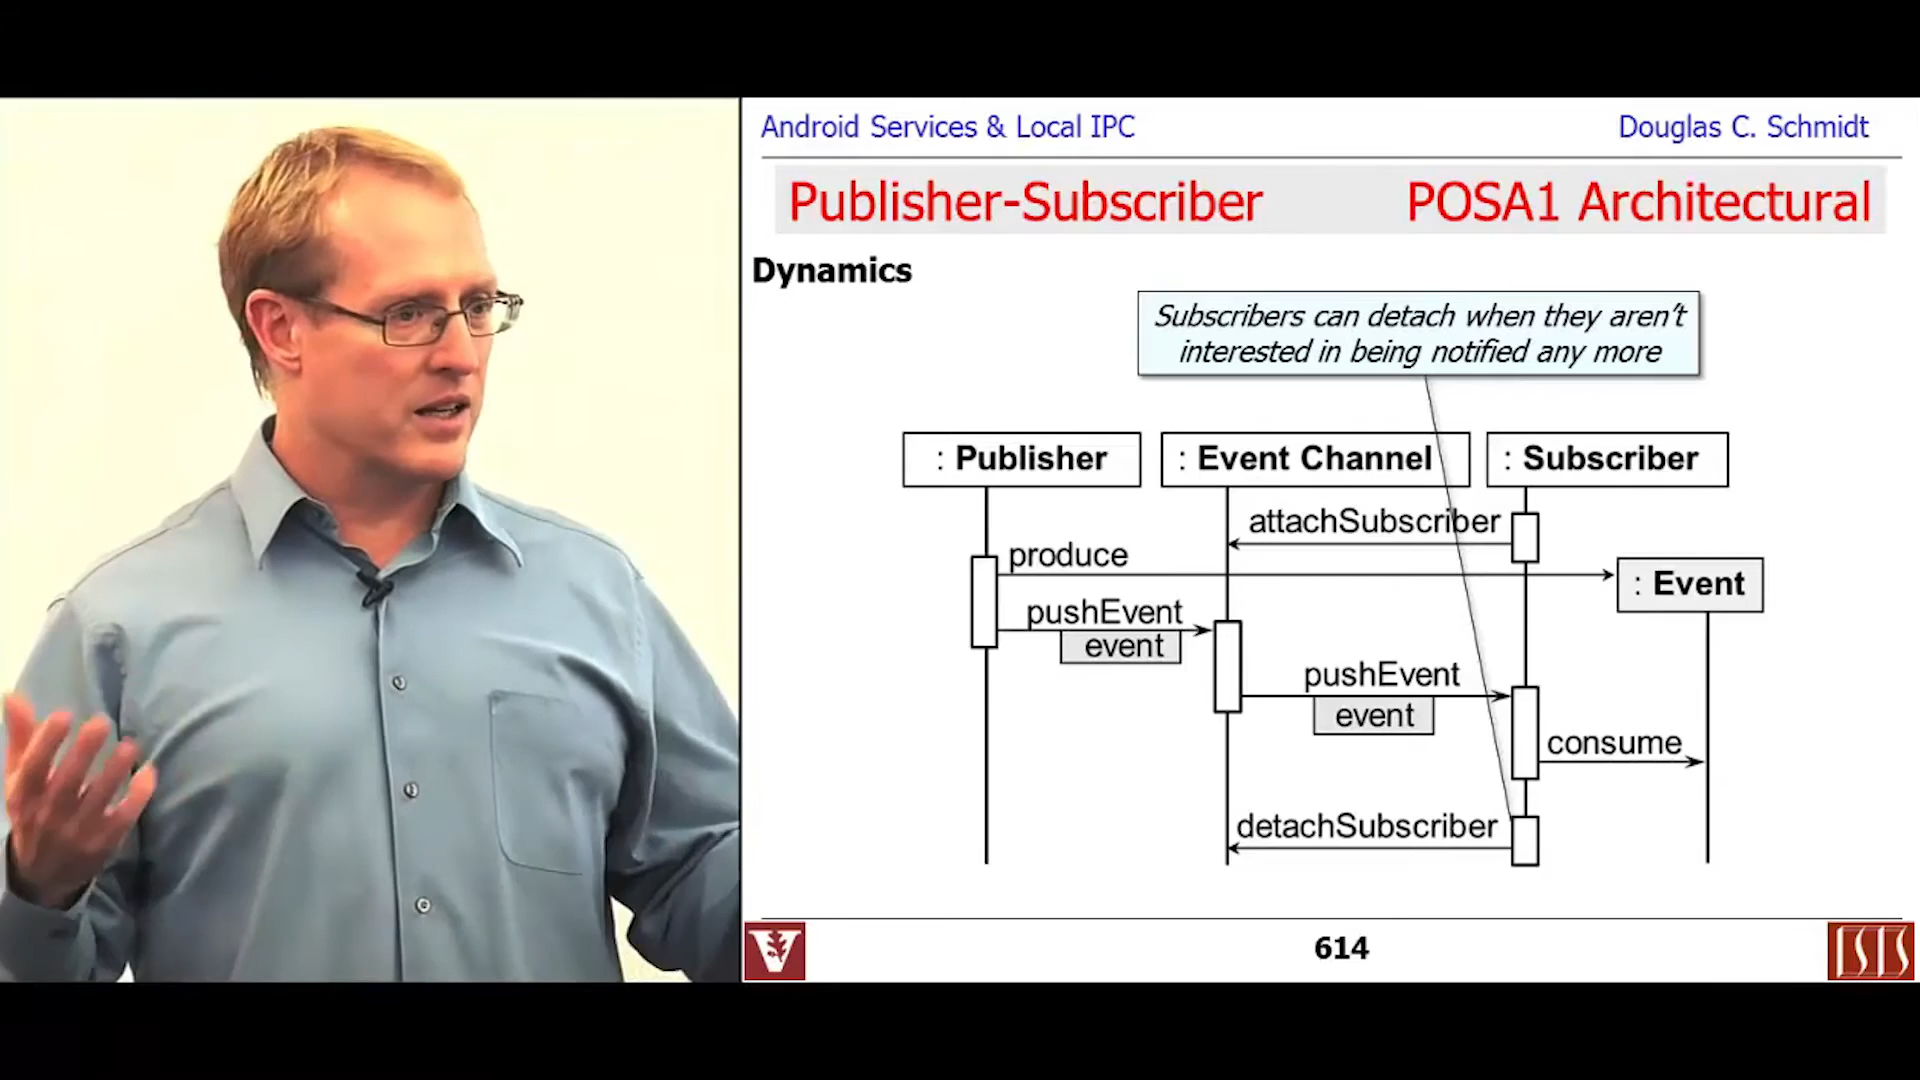 Android Services & Local IPC
Douglas C. Schmidt
Publisher-Subscriber POSA1 Architectural
Dynamics
Subscribers can detach when they aren't
interested in being notified any more
: Publisher
: Event Channel
: Subscriber
attachSubscriber
produce
: Event
pushEvent
event
pushEvent
event
consume
detachSubscriber
V
614
ISIS